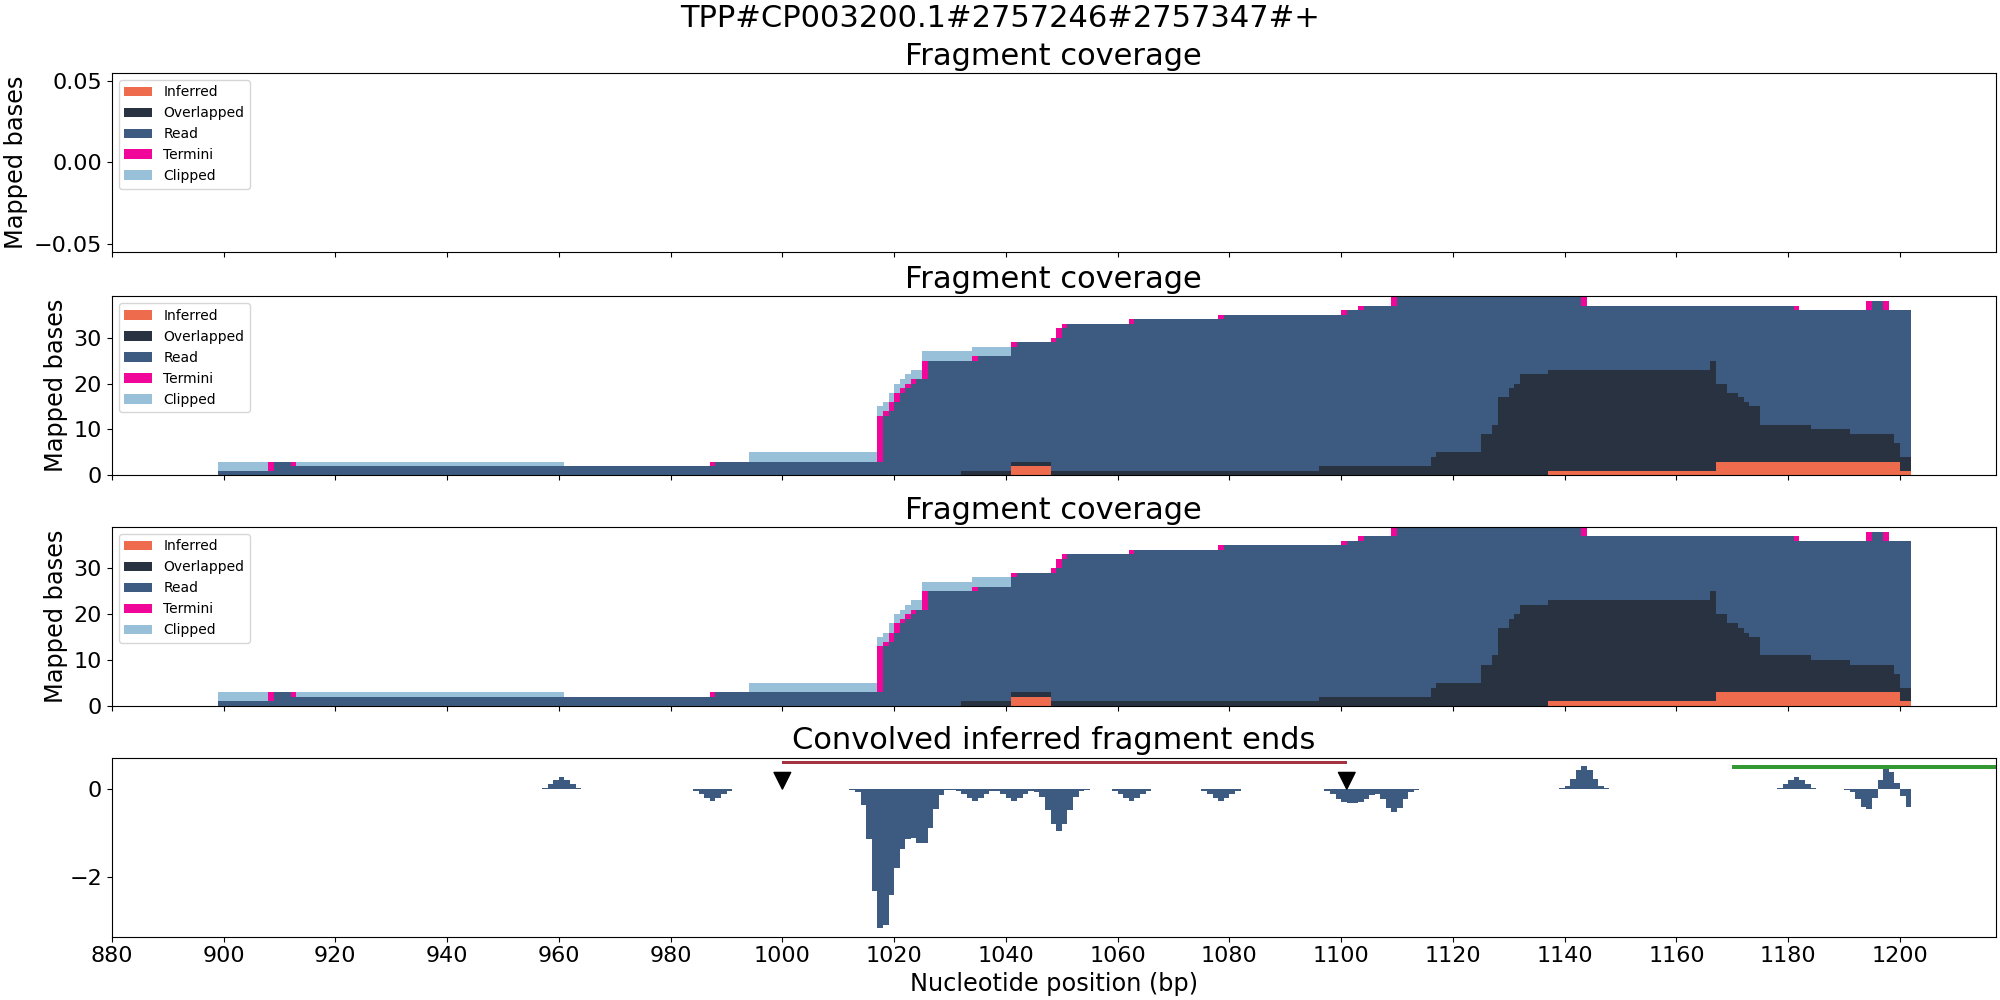 TPP#CP003200.1#2757246#2757347#+
Fragment coverage
Mapped bases
0.05
0.00
−0.05
Inferred
Overlapped
Read
Termini
Clipped
Fragment coverage
Mapped bases
30
20
10
0
Inferred
Overlapped
Read
Termini
Clipped
Fragment coverage
Mapped bases
30
20
10
0
Inferred
Overlapped
Read
Termini
Clipped
Convolved inferred fragment ends
0
−2
880 900 920 940 960 980 1000 1020 1040 1060 1080 1100 1120 1140 1160 1180 1200
Nucleotide position (bp)